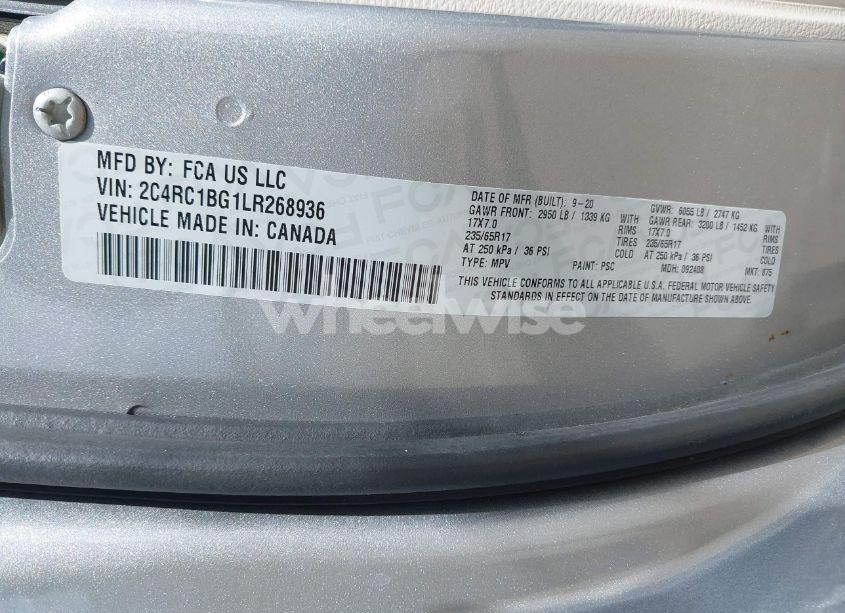 MFD BY: FCA US LLC
VIN: 2C4RC1BG1LR268936
VEHICLE MADE IN: CANADA
DATE OF MFR (BUILT): 9-20 GVWR: 6055 LB / 2747 KG
GAWR FRONT: 2950 LB / 1339 KG WITH GAWR REAR: 3200 LB / 1452 KG WITH
17X7.0 RIMS 17X7.0 RIMS
235/65R17 TIRES 235/65R17 TIRES
AT 250 kPa / 36 PSI COLD AT 250 kPa / 36 PSI COLD
TYPE: MPV PAINT: PSC MDH: 092408 MKT: 875
THIS VEHICLE CONFORMS TO ALL APPLICABLE U.S.A. FEDERAL MOTOR VEHICLE SAFETY
STANDARDS IN EFFECT ON THE DATE OF MANUFACTURE SHOWN ABOVE.
wheelwise